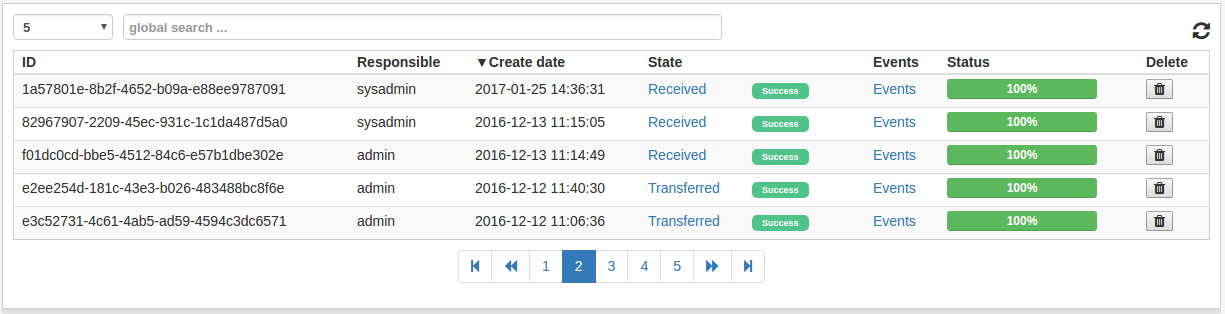 5 global search ...
ID Responsible ▼Create date State Events Status Delete
1a57801e-8b2f-4652-b09a-e88ee9787091 sysadmin 2017-01-25 14:36:31 Received Success Events 100%
82967907-2209-45ec-931c-1c1da487d5a0 sysadmin 2016-12-13 11:15:05 Received Success Events 100%
f01dc0cd-bbe5-4512-84c6-e57b1dbe302e admin 2016-12-13 11:14:49 Received Success Events 100%
e2ee254d-181c-43e3-b026-483488bc8f6e admin 2016-12-12 11:40:30 Transferred Success Events 100%
e3c52731-4c61-4ab5-ad59-4594c3dc6571 admin 2016-12-12 11:06:36 Transferred Success Events 100%
1 2 3 4 5